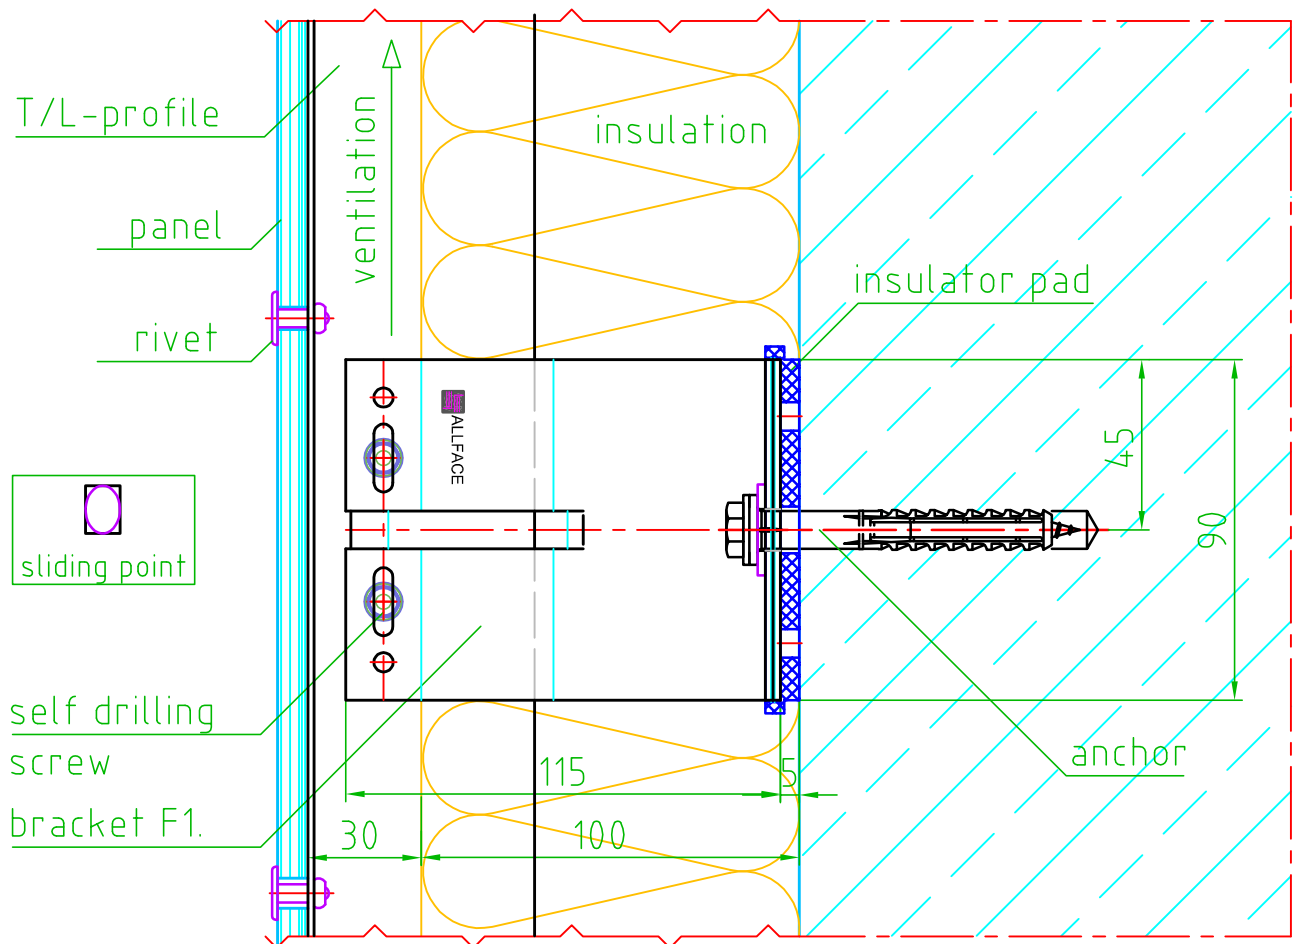 T/L-profile
ventilation
insulation
panel
insulator pad
rivet
ALLFACE
45
90
sliding point
self drilling
screw
anchor
115
5
bracket F1.
30
100